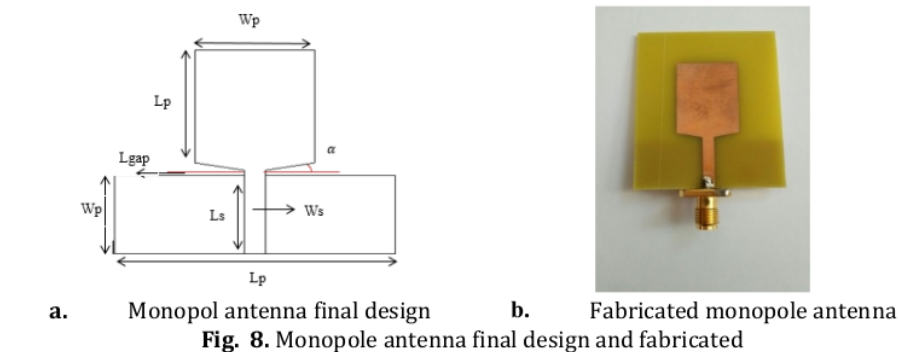 Wp
Lp
α
Lgap
Wp
Ls
Ws
Lp
a. Monopol antenna final design
b. Fabricated monopole antenna
Fig. 8. Monopole antenna final design and fabricated